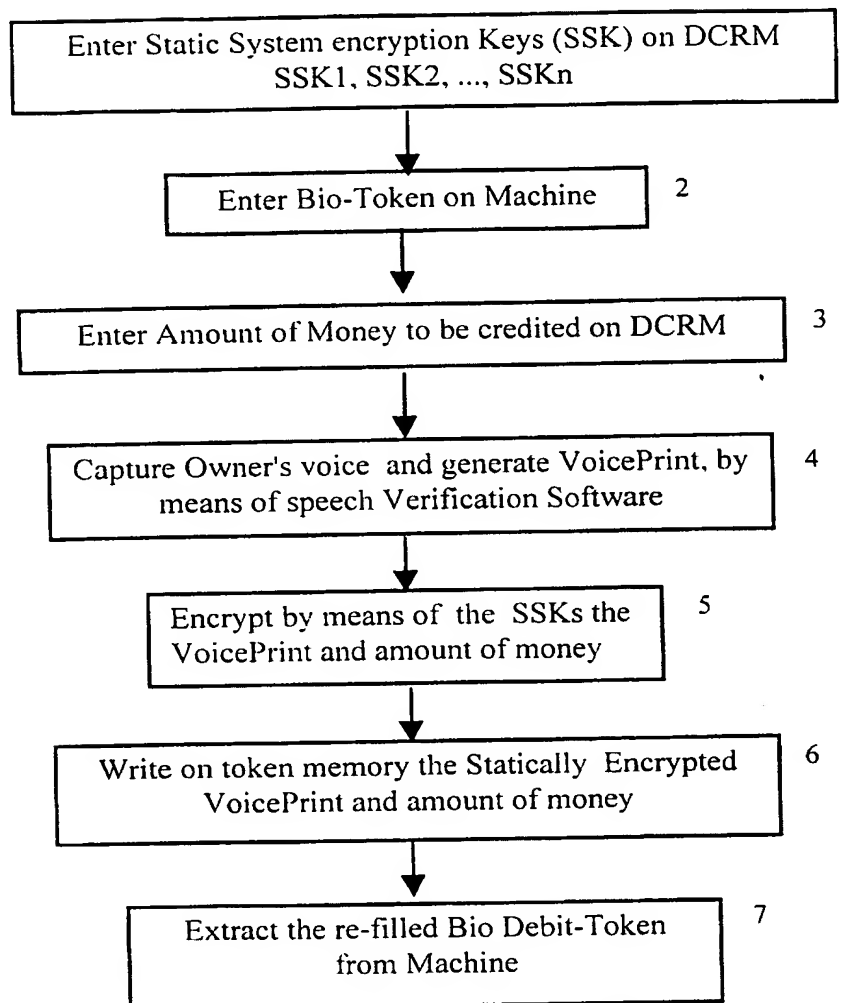 Enter Static System encryption Keys (SSK) on DCRM
SSK1, SSK2, ..., SSKn
Enter Bio-Token on Machine
2
Enter Amount of Money to be credited on DCRM
3
Capture Owner's voice and generate VoicePrint, by
means of speech Verification Software
4
Encrypt by means of the SSKs the
VoicePrint and amount of money
5
Write on token memory the Statically Encrypted
VoicePrint and amount of money
6
Extract the re-filled Bio Debit-Token
from Machine
7